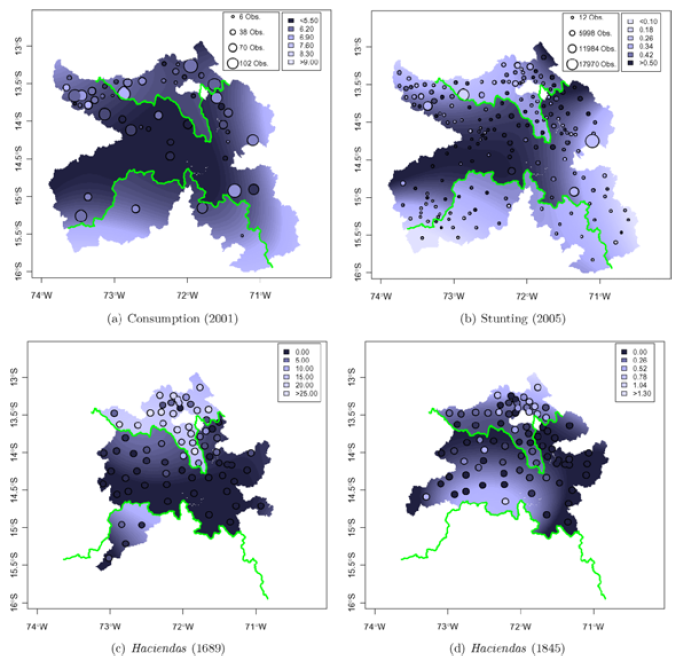 6 Obs.
38 Obs.
70 Obs.
102 Obs.
<5.50
6.20
6.90
7.60
8.30
>9.00
13°S
13.5°S
14°S
14.5°S
15°S
15.5°S
16°S
74°W
73°W
72°W
71°W
(a) Consumption (2001)
12 Obs.
5998 Obs.
11984 Obs.
17970 Obs.
<0.10
0.18
0.26
0.34
0.42
>0.50
13°S
13.5°S
14°S
14.5°S
15°S
15.5°S
16°S
74°W
73°W
72°W
71°W
(b) Stunting (2005)
0.00
5.00
10.00
15.00
20.00
>25.00
13°S
13.5°S
14°S
14.5°S
15°S
15.5°S
16°S
74°W
73°W
72°W
71°W
(c) Haciendas (1689)
0.00
0.26
0.52
0.78
1.04
>1.30
13°S
13.5°S
14°S
14.5°S
15°S
15.5°S
16°S
74°W
73°W
72°W
71°W
(d) Haciendas (1845)